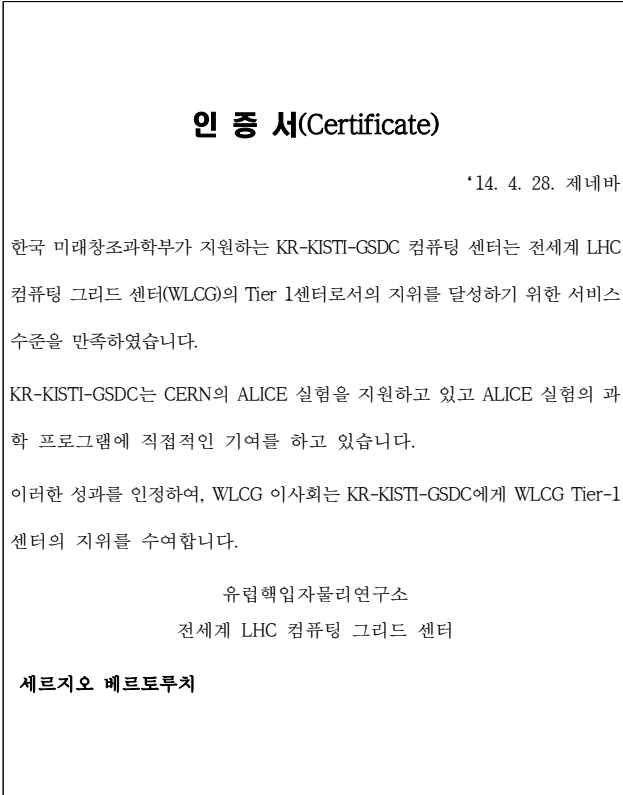 인 증 서(Certificate)
‘14. 4. 28. 제네바
한국 미래창조과학부가 지원하는 KR-KISTI-GSDC 컴퓨팅 센터는 전세계 LHC
컴퓨팅 그리드 센터(WLCG)의 Tier 1센터로서의 지위를 달성하기 위한 서비스
수준을 만족하였습니다.
KR-KISTI-GSDC는 CERN의 ALICE 실험을 지원하고 있고 ALICE 실험의 과
학 프로그램에 직접적인 기여를 하고 있습니다.
이러한 성과를 인정하여, WLCG 이사회는 KR-KISTI-GSDC에게 WLCG Tier-1
센터의 지위를 수여합니다.
유럽핵입자물리연구소
전세계 LHC 컴퓨팅 그리드 센터
세르지오 베르토루치